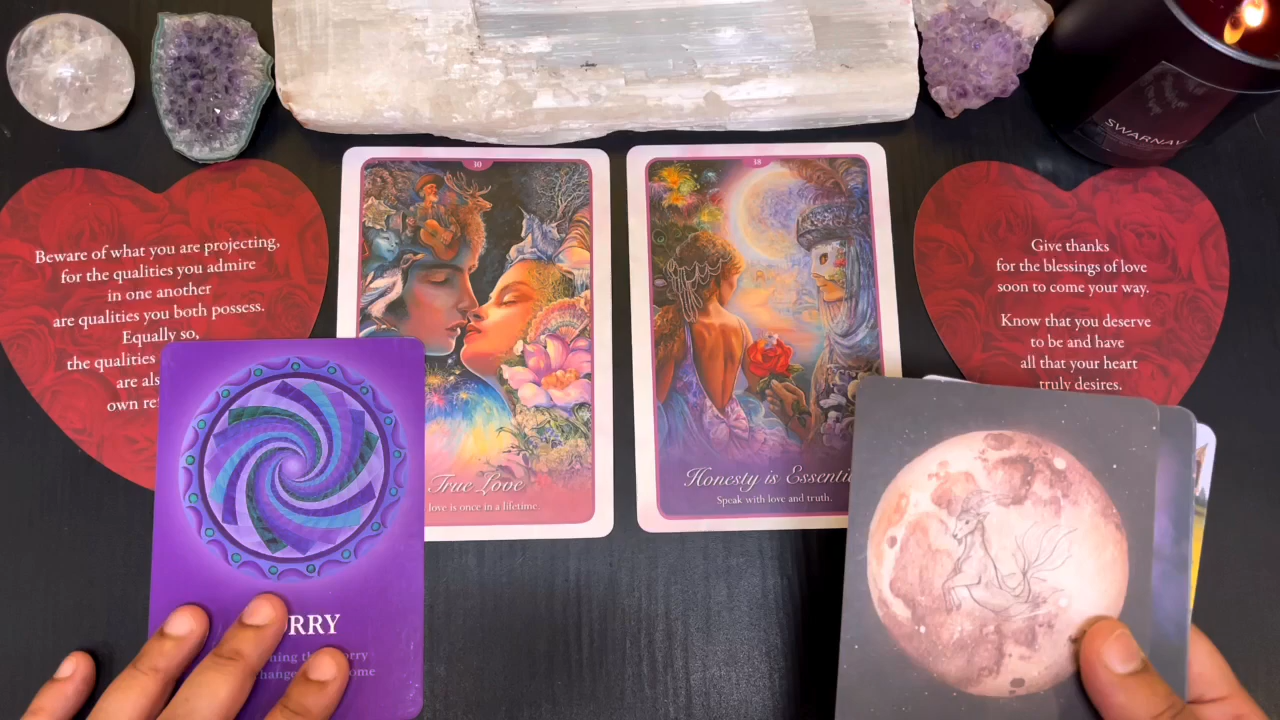 SWARNAV
Beware of what you are projecting,
for the qualities you admire
in one another
are qualities you both possess.
Equally so,
the qualities
are als
own re
10
True Love
love is once in a lifetime.
18
Honesty is Essenti
Speak with love and truth.
Give thanks
for the blessings of love
soon to come your way.
Know that you deserve
to be and have
all that your heart
truly desires.
RRY